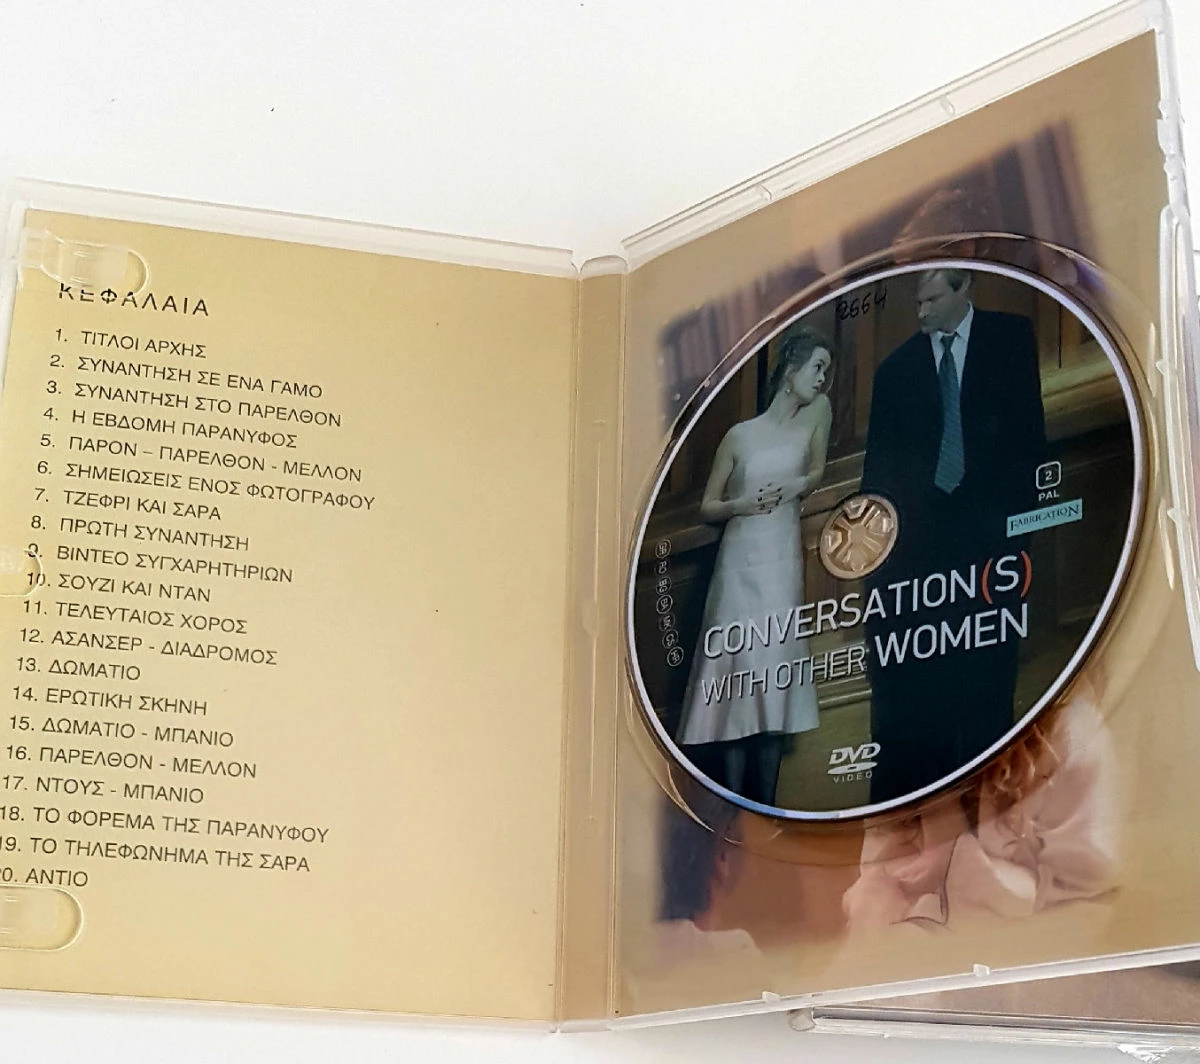 ΚΕΦΑΛΑΙΑ
1. ΤΙΤΛΟΙ ΑΡΧΗΣ
2. ΣΥΝΑΝΤΗΣΗ ΣΕ ΕΝΑ ΓΑΜΟ
3. ΣΥΝΑΝΤΗΣΗ ΣΤΟ ΠΑΡΕΛΘΟΝ
4. Η ΕΒΔΟΜΗ ΠΑΡΑΝΥΦΟΣ
5. ΠΑΡΟΝ – ΠΑΡΕΛΘΟΝ - ΜΕΛΛΟΝ
6. ΣΗΜΕΙΩΣΕΙΣ ΕΝΟΣ ΦΩΤΟΓΡΑΦΟΥ
7. ΤΖΕΦΡΙ ΚΑΙ ΣΑΡΑ
8. ΠΡΩΤΗ ΣΥΝΑΝΤΗΣΗ
9. ΒΙΝΤΕΟ ΣΥΓΧΑΡΗΤΗΡΙΩΝ
10. ΣΟΥΖΙ ΚΑΙ ΝΤΑΝ
11. ΤΕΛΕΥΤΑΙΟΣ ΧΟΡΟΣ
12. ΑΣΑΝΣΕΡ - ΔΙΑΔΡΟΜΟΣ
13. ΔΩΜΑΤΙΟ
14. ΕΡΩΤΙΚΗ ΣΚΗΝΗ
15. ΔΩΜΑΤΙΟ - ΜΠΑΝΙΟ
16. ΠΑΡΕΛΘΟΝ - ΜΕΛΛΟΝ
17. ΝΤΟΥΣ - ΜΠΑΝΙΟ
18. ΤΟ ΦΟΡΕΜΑ ΤΗΣ ΠΑΡΑΝΥΦΟΥ
19. ΤΟ ΤΗΛΕΦΩΝΗΜΑ ΤΗΣ ΣΑΡΑ
20. ΑΝΤΙΟ
2664
2
PAL
FABRICATION
CONVERSATION(S)
WITH OTHER WOMEN
DVD
VIDEO